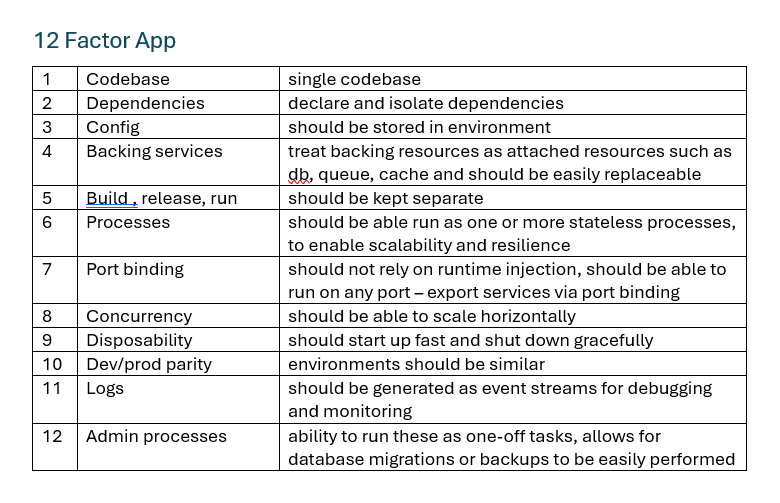 12 Factor App
1 Codebase single codebase
2 Dependencies declare and isolate dependencies
3 Config should be stored in environment
4 Backing services treat backing resources as attached resources such as
db, queue, cache and should be easily replaceable
5 Build , release, run should be kept separate
6 Processes should be able run as one or more stateless processes,
to enable scalability and resilience
7 Port binding should not rely on runtime injection, should be able to
run on any port – export services via port binding
8 Concurrency should be able to scale horizontally
9 Disposability should start up fast and shut down gracefully
10 Dev/prod parity environments should be similar
11 Logs should be generated as event streams for debugging
and monitoring
12 Admin processes ability to run these as one-off tasks, allows for
database migrations or backups to be easily performed